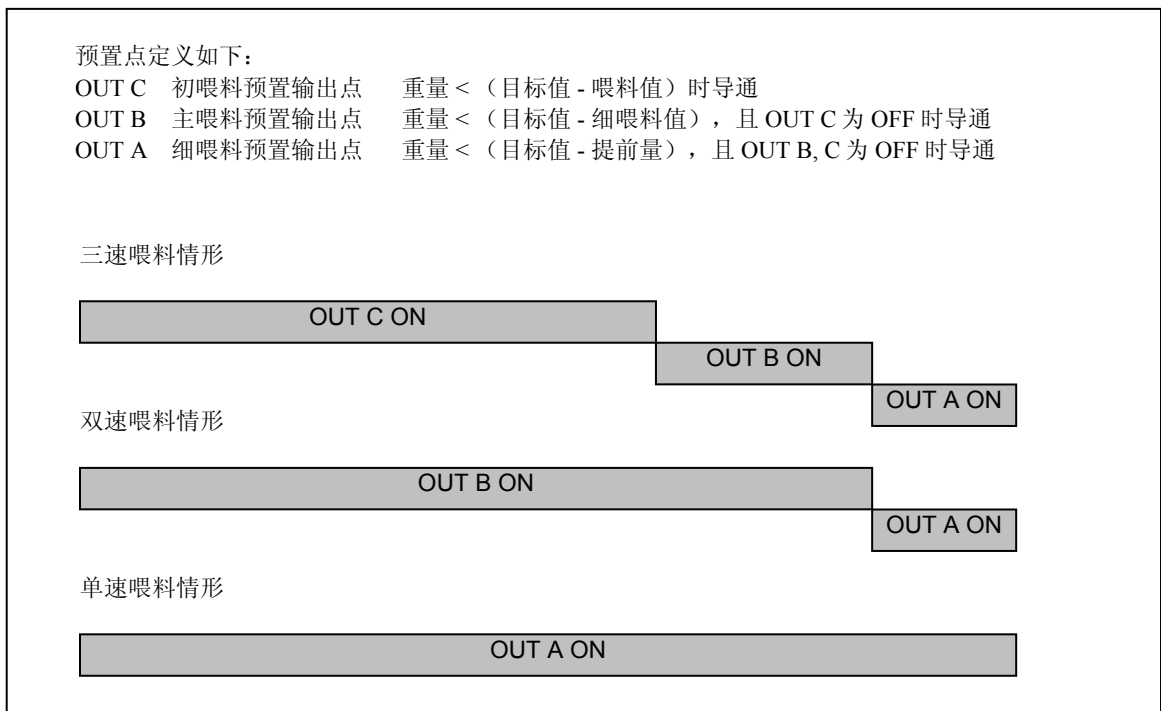 预置点定义如下：
OUT C 初喂料预置输出点 重量 < （目标值 - 喂料值）时导通
OUT B 主喂料预置输出点 重量 < （目标值 - 细喂料值），且 OUT C 为 OFF 时导通
OUT A 细喂料预置输出点 重量 < （目标值 - 提前量），且 OUT B, C 为 OFF 时导通
三速喂料情形
OUT C ON
OUT B ON
OUT A ON
双速喂料情形
OUT B ON
OUT A ON
单速喂料情形
OUT A ON